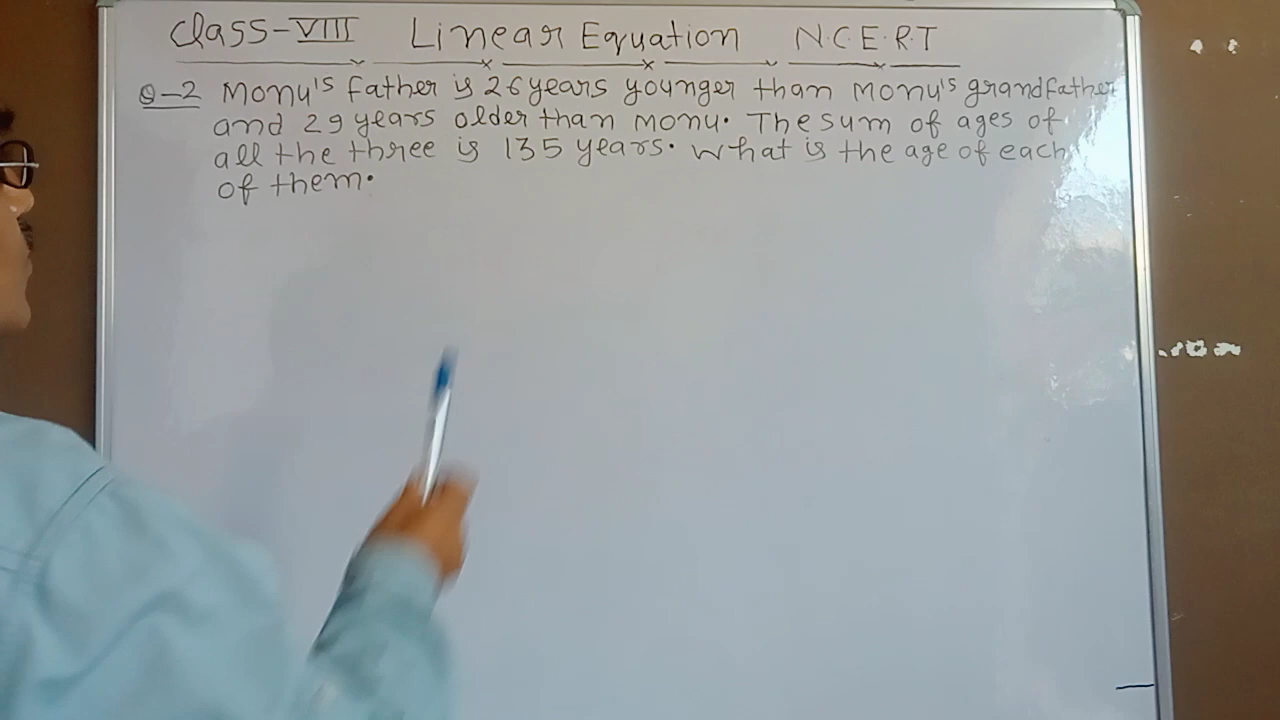 Class-VIII Linear Equation N.C.E.R.T
Q-2 Monu's father is 26 years younger than Monu's grandfather
and 29 years older than monu. The sum of ages of
all the three is 135 years. What is the age of each
of them.